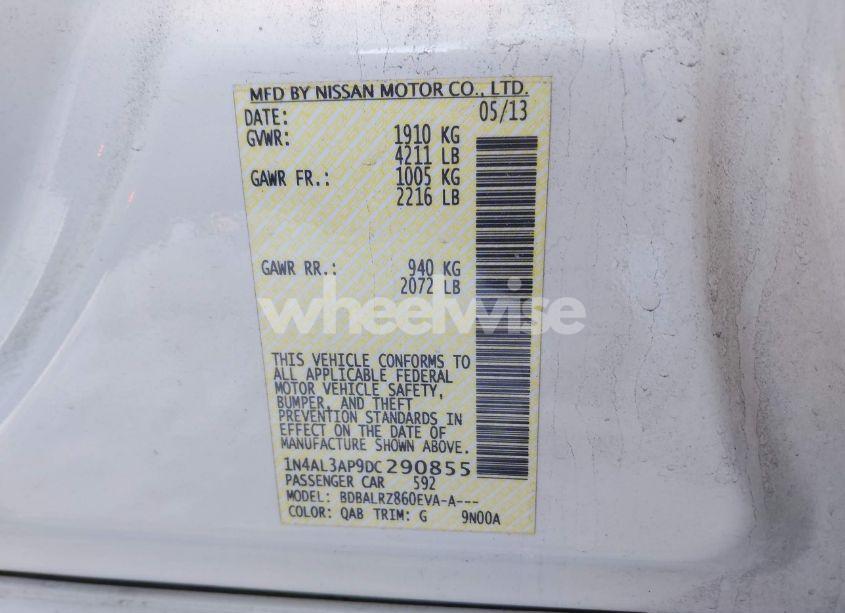 MFD BY NISSAN MOTOR CO., LTD.
DATE: 05/13
GVWR: 1910 KG
4211 LB
GAWR FR.: 1005 KG
2216 LB
GAWR RR.: 940 KG
2072 LB
wheelwise
THIS VEHICLE CONFORMS TO
ALL APPLICABLE FEDERAL
MOTOR VEHICLE SAFETY,
BUMPER, AND THEFT
PREVENTION STANDARDS IN
EFFECT ON THE DATE OF
MANUFACTURE SHOWN ABOVE.
1N4AL3AP9DC290855
PASSENGER CAR 592
MODEL: BDBALRZ860EVA-A---
COLOR: QAB TRIM: G 9N00A